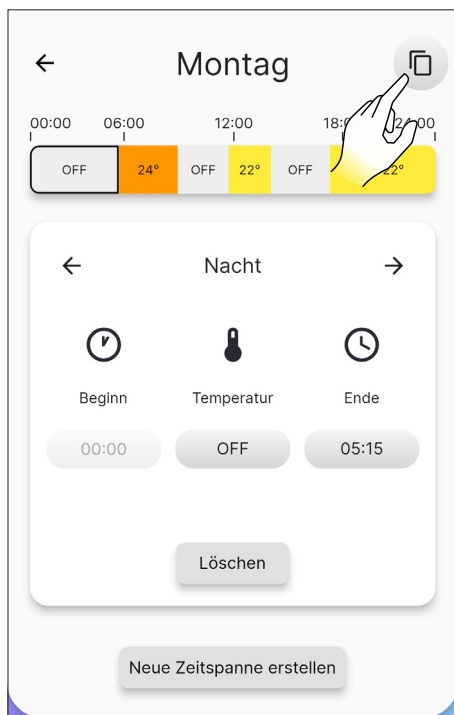 Montag
00:00 06:00 12:00
OFF 24° OFF 22° OFF 22°
Nacht
Beginn Temperatur Ende
00:00 OFF 05:15
Löschen
Neue Zeitspanne erstellen